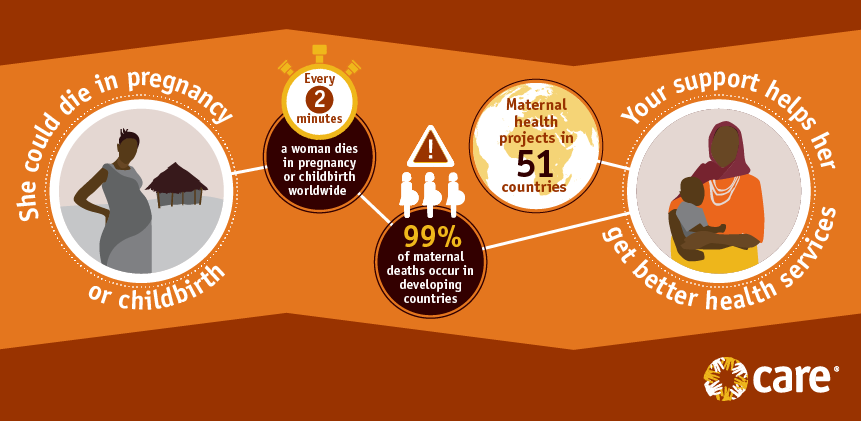 She could die in pregnancy
or childbirth
Every
2
minutes
a woman dies
in pregnancy
or childbirth
worldwide
!
99%
of maternal
deaths occur in
developing
countries
Maternal
health
projects in
51
countries
Your support helps her
get better health services
care®